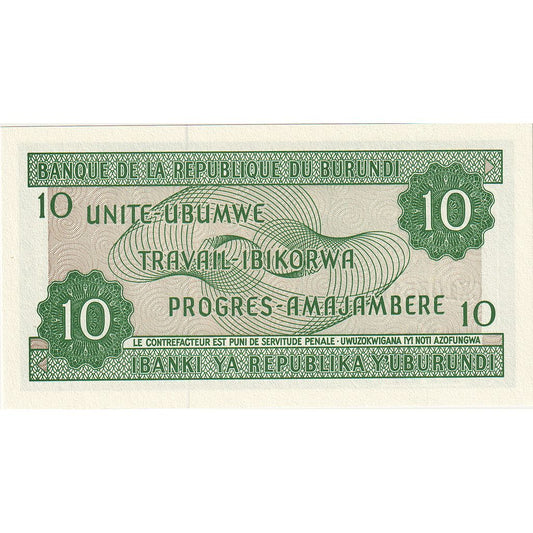 BANQUE DE LA REPUBLIQUE DU BURUNDI
10 UNITE-UBUMWE 10
TRAVAIL-IBIKORWA
10 PROGRES-AMAJAMBERE 10
LE CONTREFACTEUR EST PUNI DE SERVITUDE PENALE - UWUZOKWIGANA IYI NOTI AZOFUNGWA
IBANKI YA REPUBLIKA Y'UBURUNDI